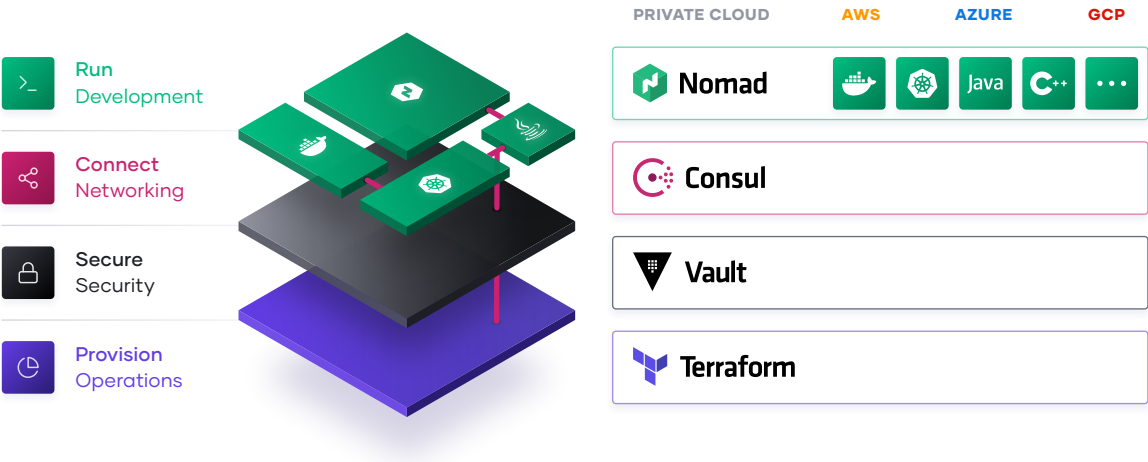 PRIVATE CLOUD AWS AZURE GCP
Run
Development
Connect
Networking
Secure
Security
Provision
Operations
Nomad Java C++
Consul
Vault
Terraform